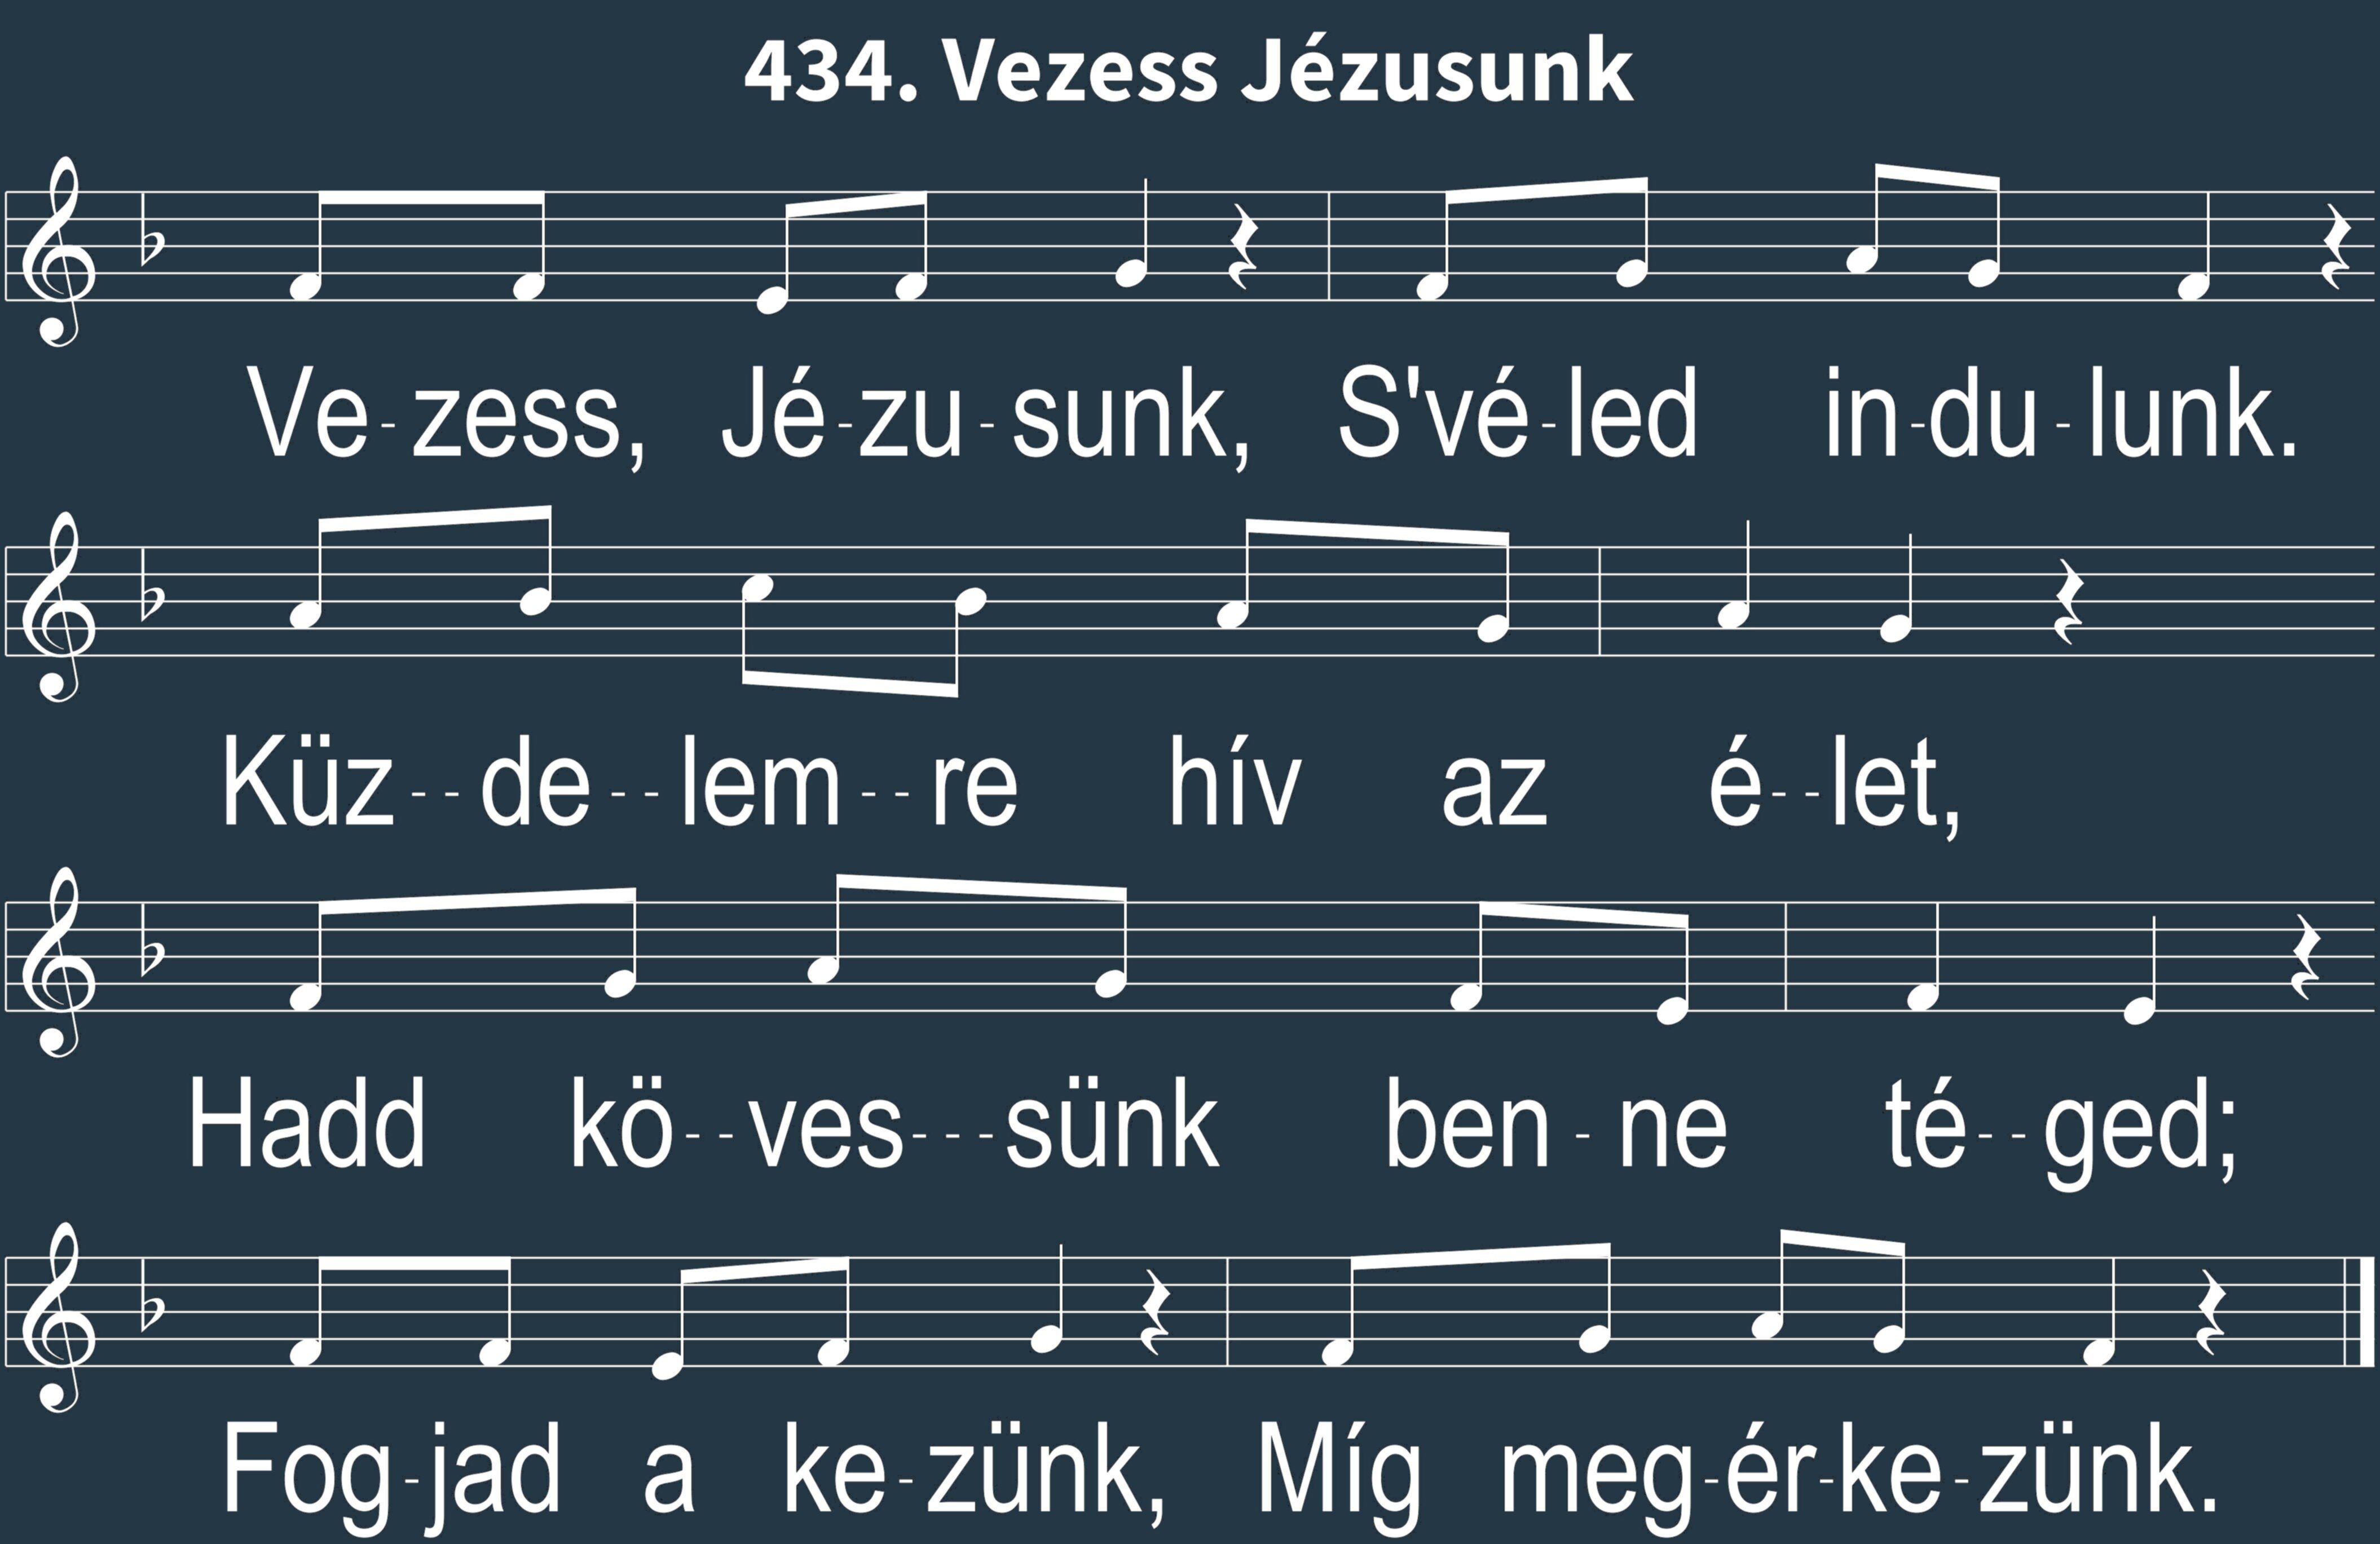 434. Vezess Jézusunk
Ve-zess, Jé-zu-sunk, S'vé-led in-du-lunk.
Küz--de--lem--re hív az é--let,
Hadd kö--ves---sünk ben-ne té--ged;
Fog-jad a ke-zünk, Míg meg-ér-ke-zünk.